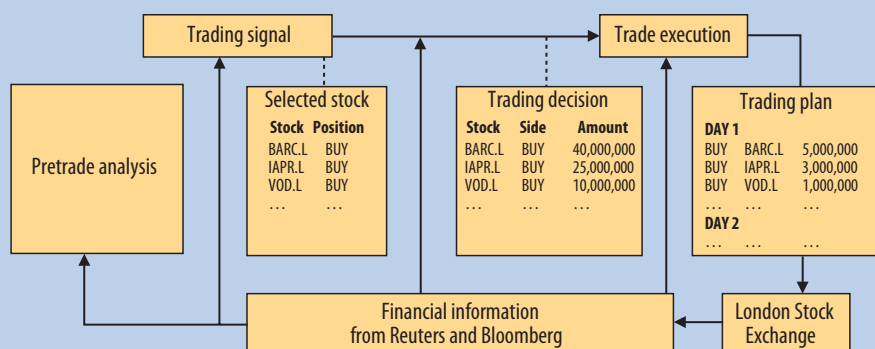 Trading signal
Trade execution
Pretrade analysis
Selected stock
Stock Position
BARC.L BUY
IAPR.L BUY
VOD.L BUY
... ...
Trading decision
Stock Side Amount
BARC.L BUY 40,000,000
IAPR.L BUY 25,000,000
VOD.L BUY 10,000,000
... ... ...
Trading plan
DAY 1
BUY BARC.L 5,000,000
BUY IAPR.L 3,000,000
BUY VOD.L 1,000,000
... ... ...
DAY 2
... ... ...
Financial information
from Reuters and Bloomberg
London Stock
Exchange